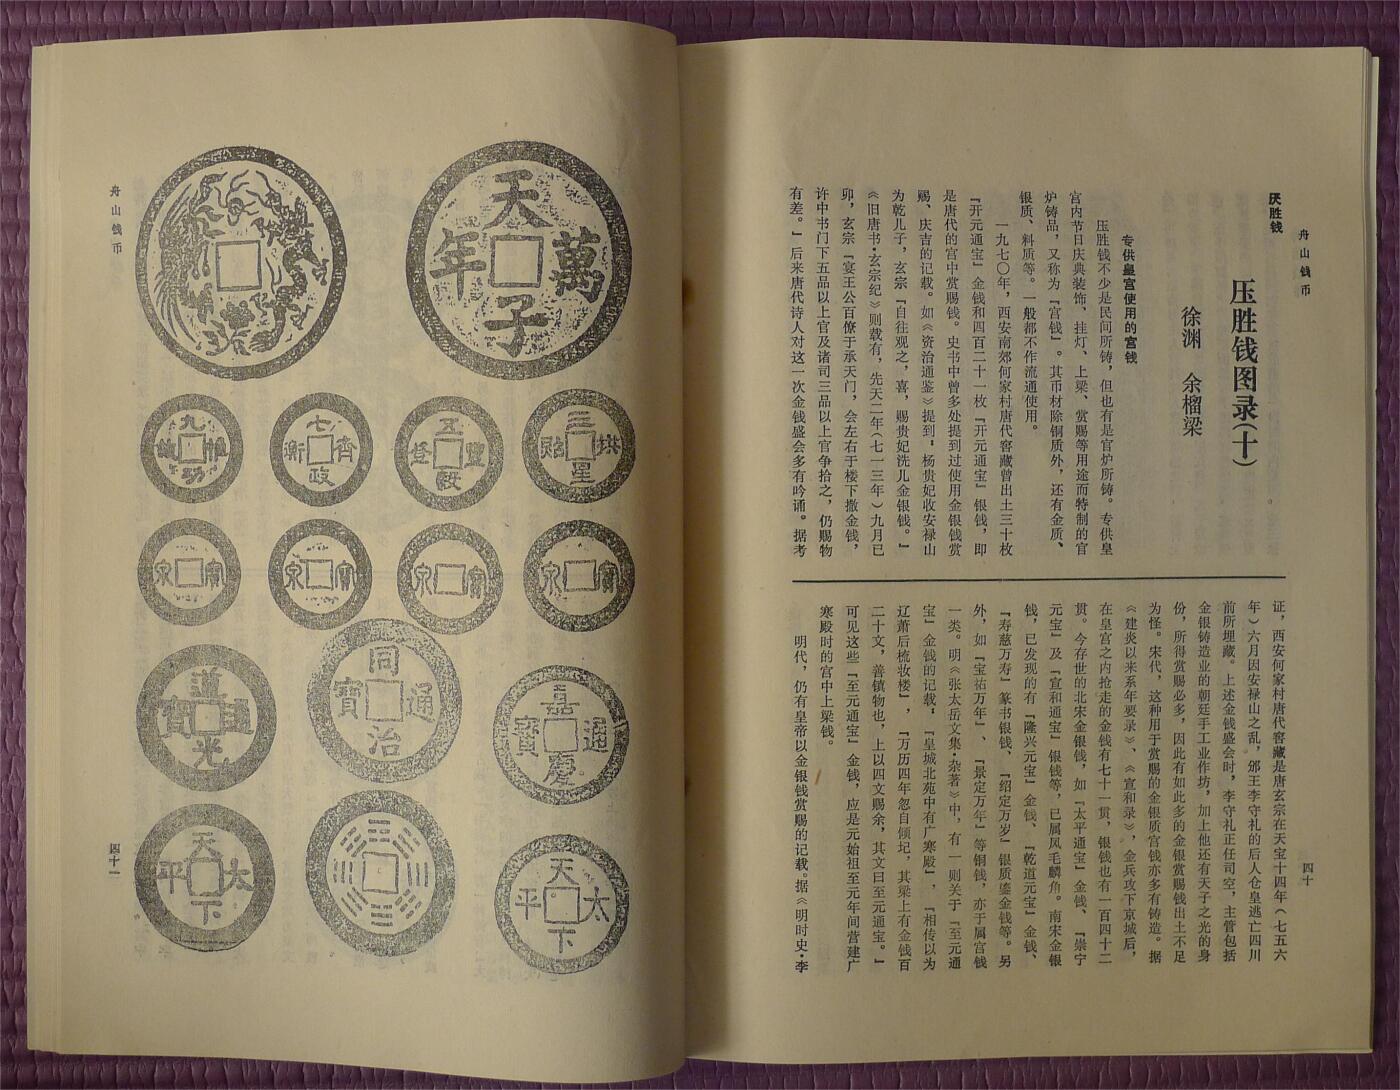 舟山钱币
四十
厌胜钱
压胜钱图录(十)
徐渊 余榴梁
专供皇宫使用的宫钱
压胜钱不少是民间所铸，但也有是官炉所铸。专供皇
宫内节日庆典装饰、挂灯、上梁、赏赐等用途而特制的官
炉铸品，又称为『宫钱』。其币材除铜质外，还有金质、
银质、料质等。一般都不作流通使用。
一九七〇年，西安南郊何家村唐代窖藏曾出土三十枚
『开元通宝』金钱和四百二十一枚『开元通宝』银钱，即
是唐代的宫中赏赐钱。史书中曾多处提到过使用金银钱赏
赐、庆吉的记载。如《资治通鉴》提到：杨贵妃收安禄山
为乾儿子，玄宗『自往观之，喜，赐贵妃洗儿金银钱。』
《旧唐书·玄宗纪》则载有，先天二年(七一三年)九月已
卯，玄宗『宴王公百僚于承天门，会左右于楼下撒金钱，
许中书门下五品以上官及诸司三品以上官争拾之，仍赐物
有差。』后来唐代诗人对这一次金钱盛会多有吟诵。据考
证，西安何家村唐代窖藏是唐玄宗在天宝十四年(七五六
年)六月因安禄山之乱，邠王李守礼的后人仓皇逃亡四川
前所埋藏。上述金钱盛会时，李守礼正任司空，主管包括
金银铸造业的朝廷手工业作坊，加上他还有天子之光的身
份，所得赏赐必多，因此有如此多的金银赏赐钱出土不足
为怪。宋代，这种用于赏赐的金银质宫钱亦多有铸造。据
《建炎以来系年要录》、《宣和录》，金兵攻下京城后，
在皇宫之内抢走的金钱有七十一贯，银钱也有一百四十二
贯。今存世的北宋金银钱，如『太平通宝』金钱、『崇宁
元宝』及『宣和通宝』银钱等，已属风毛麟角。南宋金银
钱，已发现的有『隆兴元宝』金钱、『乾道元宝』金钱、
『寿慈万寿』篆书银钱、『绍定万岁』银质鎏金钱等。另
外，如『宝祐万年』、『景定万年』等铜钱，亦于属宫钱
一类。明《张太岳文集·杂著》中，有一则关于『至元通
宝』金钱的记载，『皇城北苑中有广寒殿』，『相传以为
辽萧后梳妆楼』，『万历四年忽自倾圮，其梁上有金钱百
二十文，善镇物也，上以四文赐余，其文曰至元通宝。』
可见这些『至元通宝』金钱，应是元始祖至元年间营建广
寒殿时的宫中上梁钱。
明代，仍有皇帝以金银钱赏赐的记载。据《明时史·李
天子萬年
三星拱
五穀豐登
七政齊衡
九功惟
寶泉
寶泉
寶泉
寶泉
嘉慶通寶
同治通寶
道光通寶
天下太平
天下太平
舟山钱币
四十一